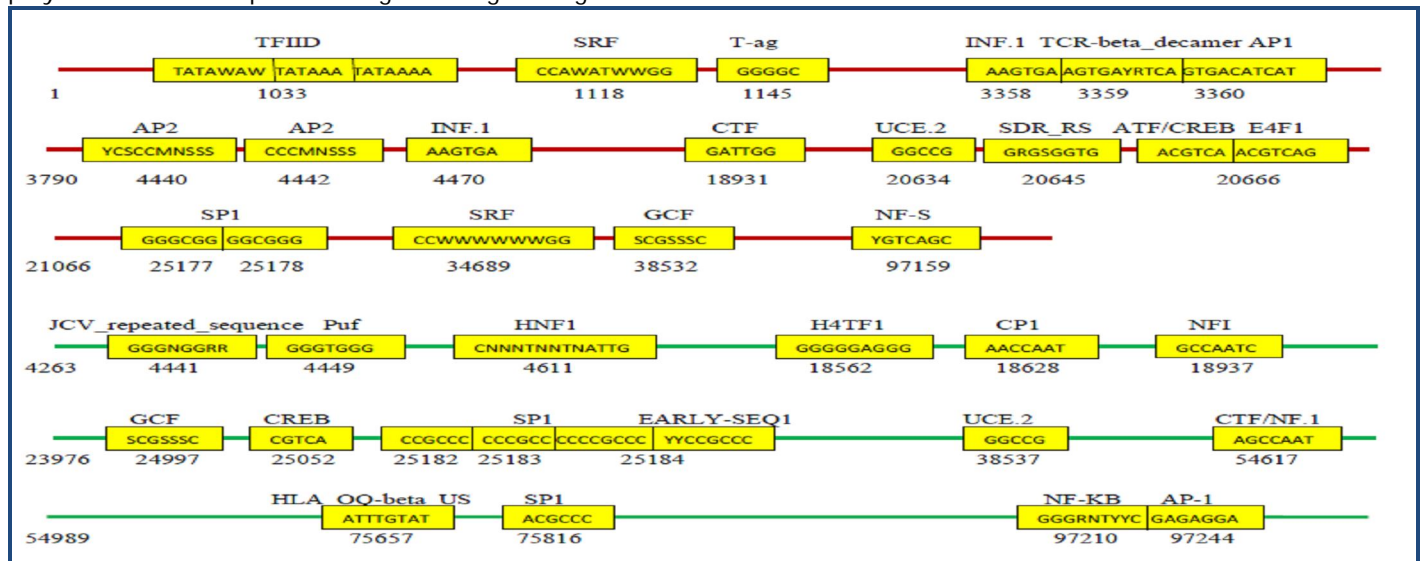 TFIID SRF T-ag INF.1 TCR-beta_decamer AP1
TATAWAW TATAAA TATAAAA CCAWATWWGG GGGGC AAGTGA AGTGAYRTCA GTGACATCAT
1 1033 1118 1145 3358 3359 3360
AP2 AP2 INF.1 CTF UCE.2 SDR_RS ATF/CREB E4F1
YCSCCMNSSS CCCMNSSS AAGTGA GATTGG GGCCG GRGSGGTG ACGTCA ACGTCAG
3790 4440 4442 4470 18931 20634 20645 20666
SP1 SRF GCF NF-S
GGGCGG GGCGGG CCWWWWWWGG SCGSSSC YGTCAGC
21066 25177 25178 34689 38532 97159
JCV_repeated_sequence Puf HNF1 H4TF1 CP1 NFI
GGGNGGRR GGGTGGG CNNNTNNTNATTG GGGGGAGGG AACCAAT GCCAATC
4263 4441 4449 4611 18562 18628 18937
GCF CREB SP1 EARLY-SEQ1 UCE.2 CTF/NF.1
SCGSSSC CGTCA CCGCCC CCCGCC CCCCGCCC YYCCGCCC GGCCG AGCCAAT
23976 24997 25052 25182 25183 25184 38537 54617
HLA_OQ-beta_US SP1 NF-KB AP-1
ATTTGTAT ACGCCC GGGRNTYYC GAGAGGA
54989 75657 75816 97210 97244